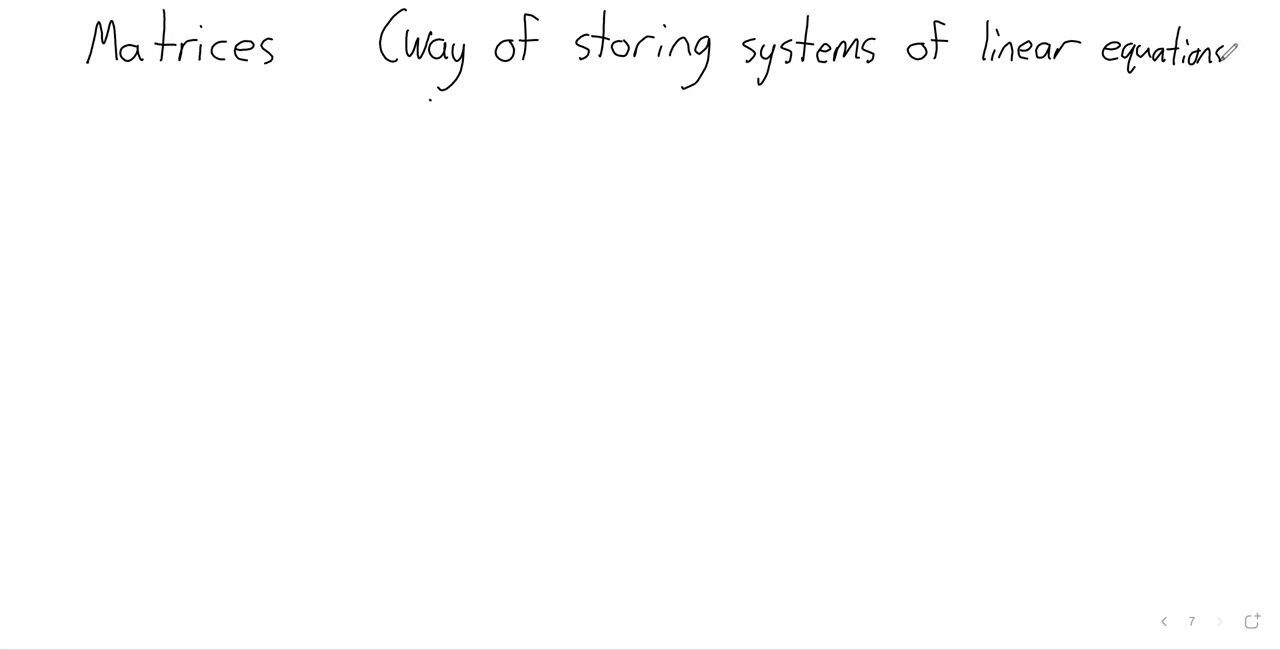 Matrices (way of storing systems of linear equations
7